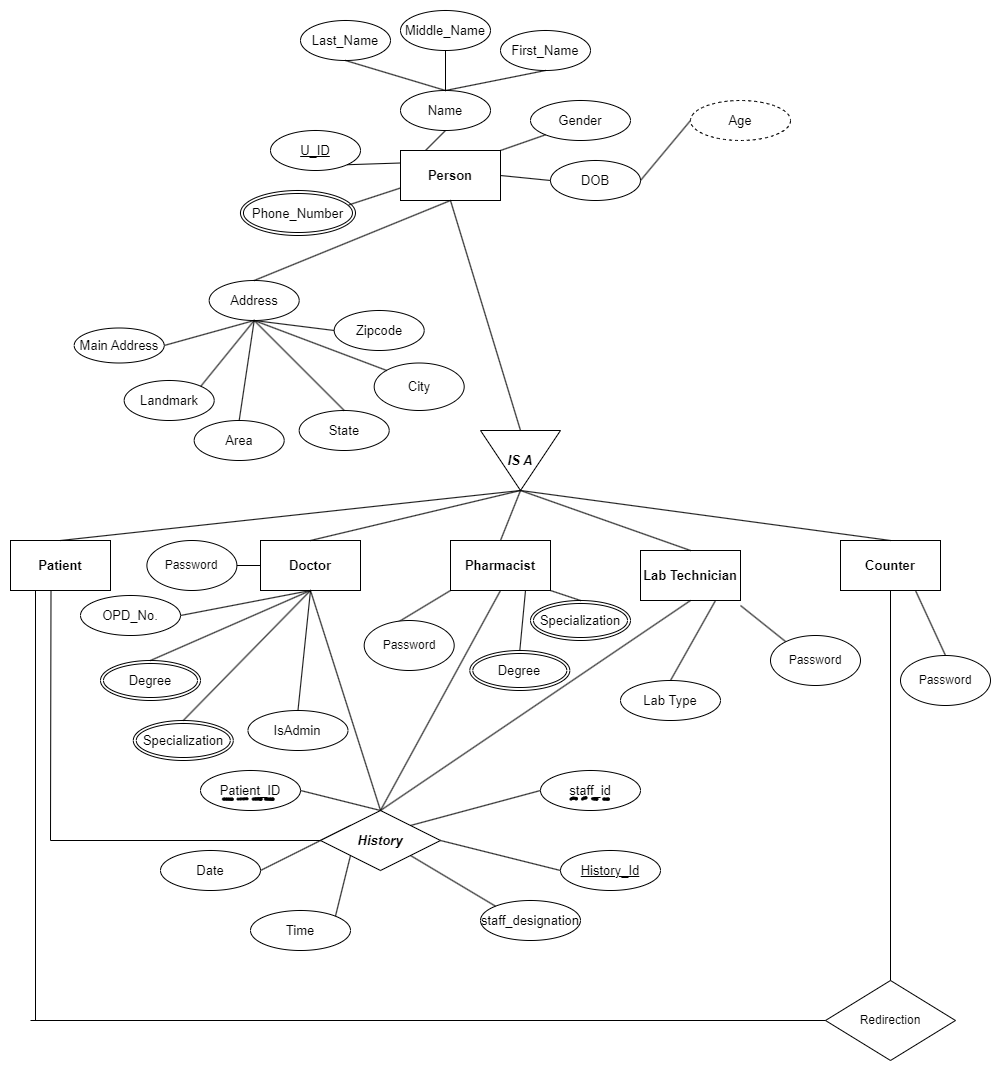 Middle_Name
Last_Name
First_Name
Name
Gender
Age
U_ID
Person
DOB
Phone_Number
Address
Zipcode
Main Address
City
Landmark
State
Area
IS A
Patient
Password
Doctor
Pharmacist
Lab Technician
Counter
OPD_No.
Specialization
Password
Degree
Password
Degree
Password
Lab Type
IsAdmin
Specialization
Patient_ID
staff_id
History
Date
History_Id
staff_designation
Time
Redirection